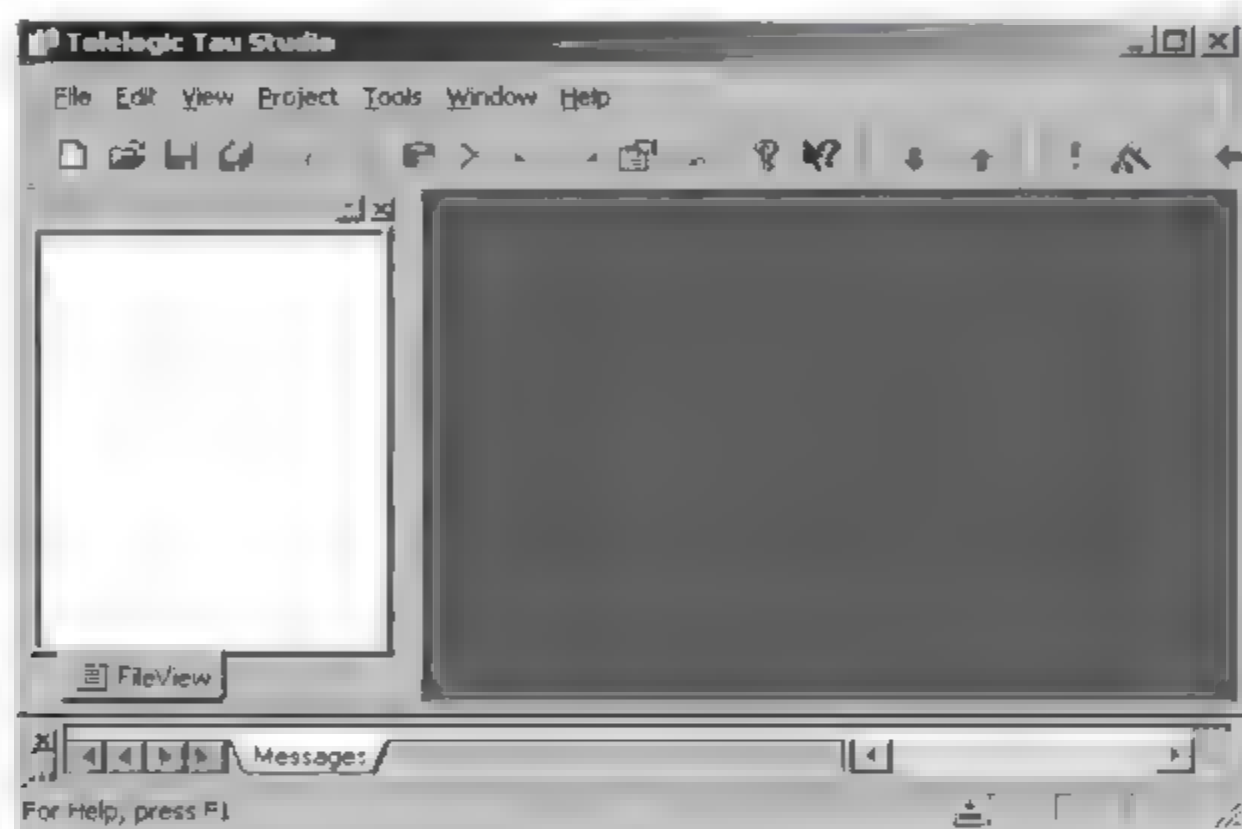 Telelogic Tau Studio
File Edit View Project Tools Window Help
FileView
Messages
For Help, press F1